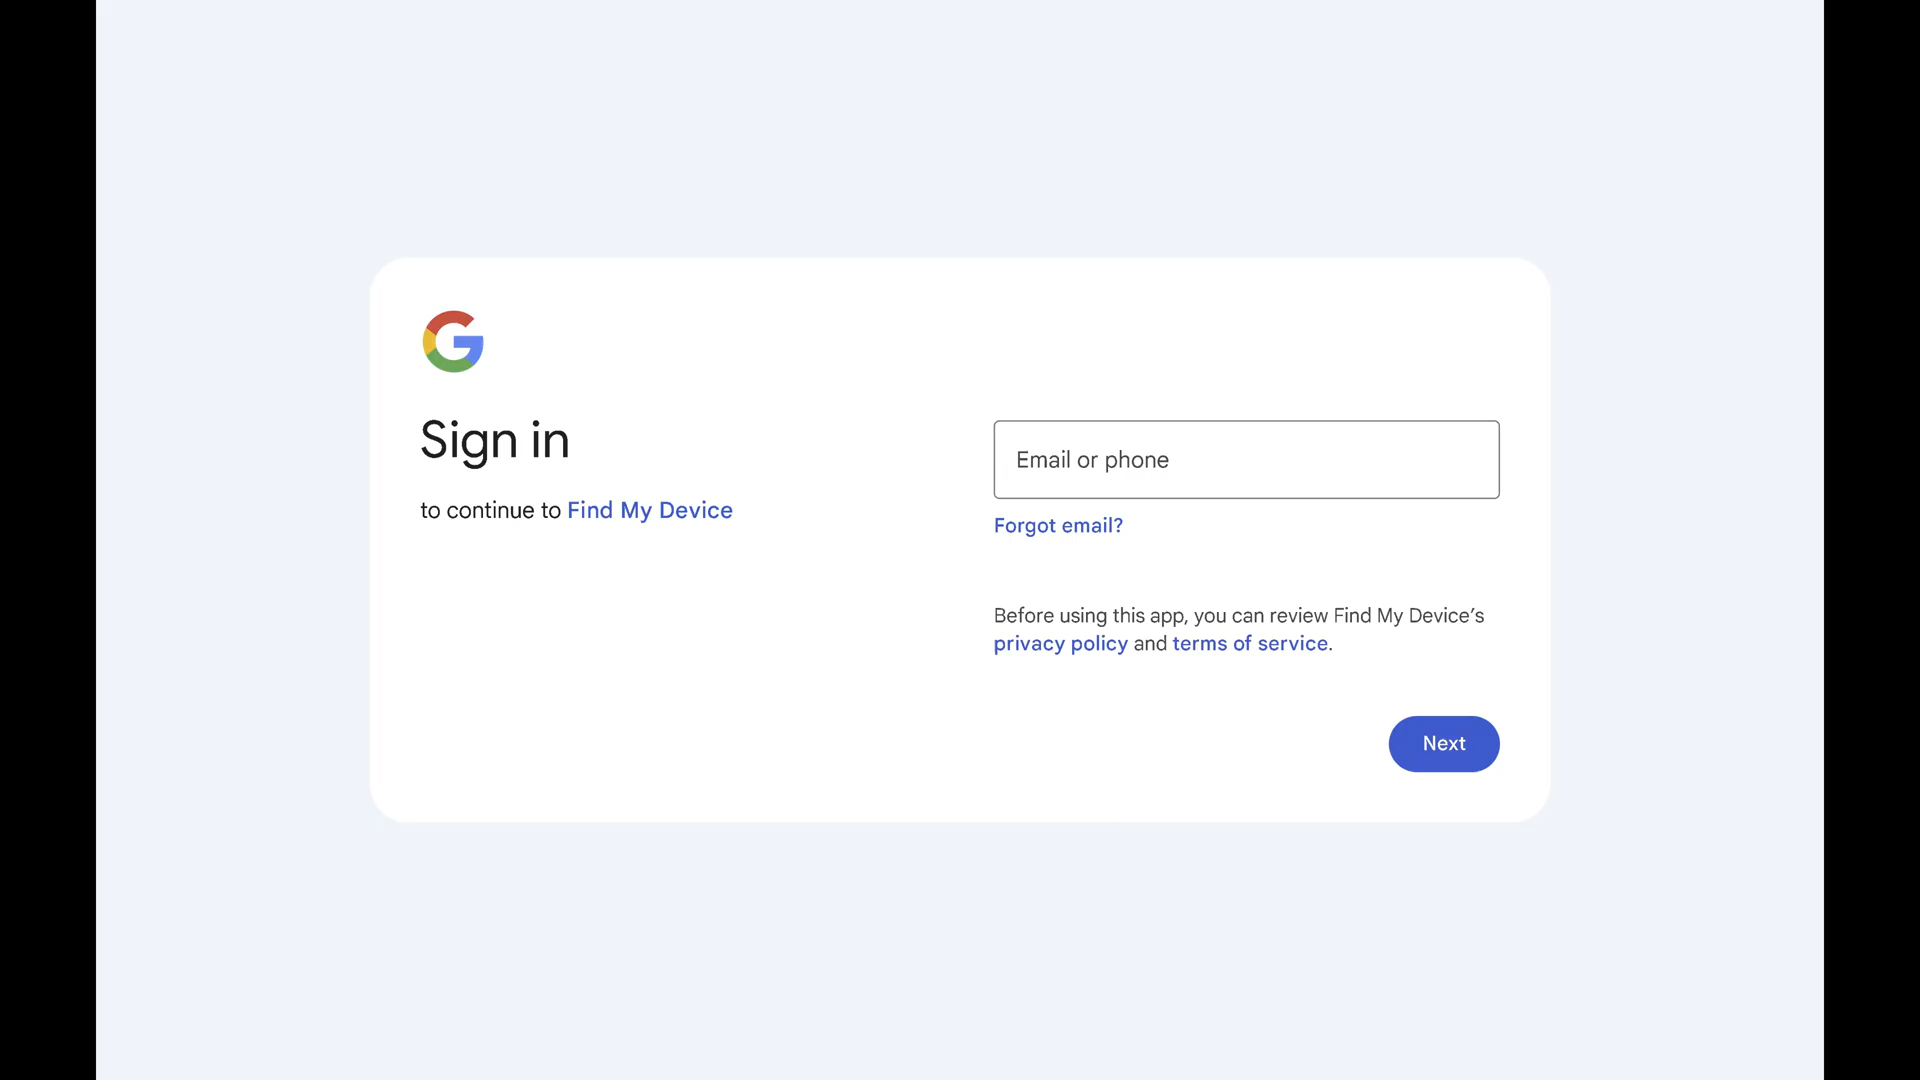 Sign in
to continue to Find My Device
Email or phone
Forgot email?
Before using this app, you can review Find My Device’s
privacy policy and terms of service.
Next